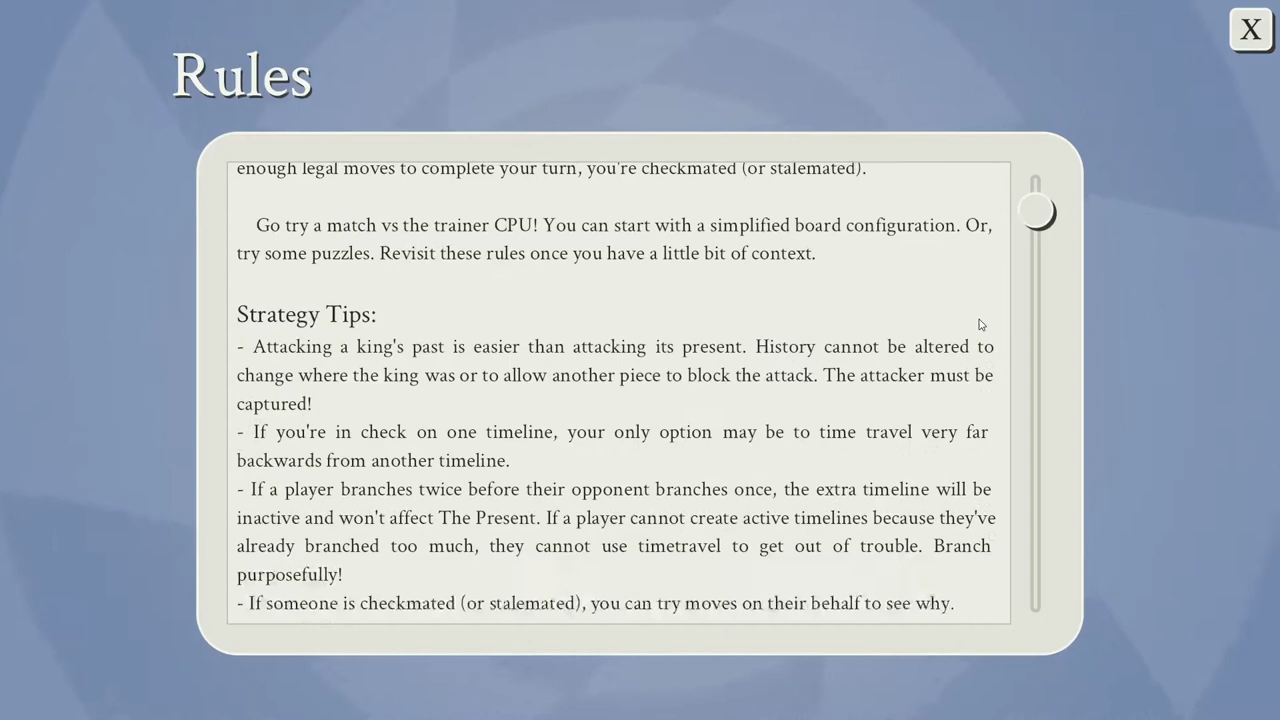 X
Rules
enough legal moves to complete your turn, you're checkmated (or stalemated).
Go try a match vs the trainer CPU! You can start with a simplified board configuration. Or,
try some puzzles. Revisit these rules once you have a little bit of context.
Strategy Tips:
- Attacking a king's past is easier than attacking its present. History cannot be altered to
change where the king was or to allow another piece to block the attack. The attacker must be
captured!
- If you're in check on one timeline, your only option may be to time travel very far
backwards from another timeline.
- If a player branches twice before their opponent branches once, the extra timeline will be
inactive and won't affect The Present. If a player cannot create active timelines because they've
already branched too much, they cannot use timetravel to get out of trouble. Branch
purposefully!
- If someone is checkmated (or stalemated), you can try moves on their behalf to see why.